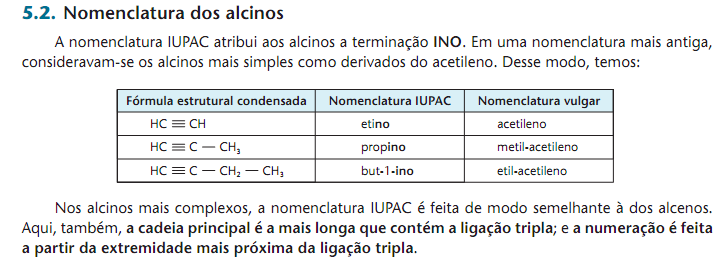 5.2. Nomenclatura dos alcinos
A nomenclatura IUPAC atribui aos alcinos a terminação INO. Em uma nomenclatura mais antiga,
consideravam-se os alcinos mais simples como derivados do acetileno. Desse modo, temos:
Fórmula estrutural condensada Nomenclatura IUPAC Nomenclatura vulgar
HC ≡ CH etino acetileno
HC ≡ C — CH₃ propino metil-acetileno
HC ≡ C — CH₂ — CH₃ but-1-ino etil-acetileno
Nos alcinos mais complexos, a nomenclatura IUPAC é feita de modo semelhante à dos alcenos.
Aqui, também, a cadeia principal é a mais longa que contém a ligação tripla; e a numeração é feita
a partir da extremidade mais próxima da ligação tripla.